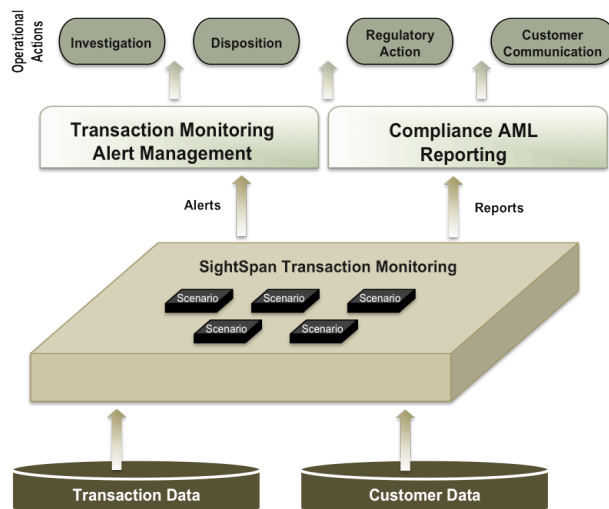 Operational
Actions
Investigation
Disposition
Regulatory
Action
Customer
Communication
Transaction Monitoring
Alert Management
Compliance AML
Reporting
Alerts
Reports
SightSpan Transaction Monitoring
Scenario
Scenario
Scenario
Scenario
Scenario
Transaction Data
Customer Data